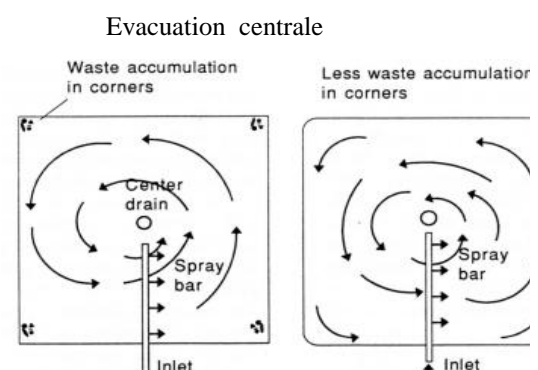 Evacuation centrale
Waste accumulation
in corners
Less waste accumulation
in corners
Center
drain
Spray
bar
Inlet
Spray
bar
Inlet